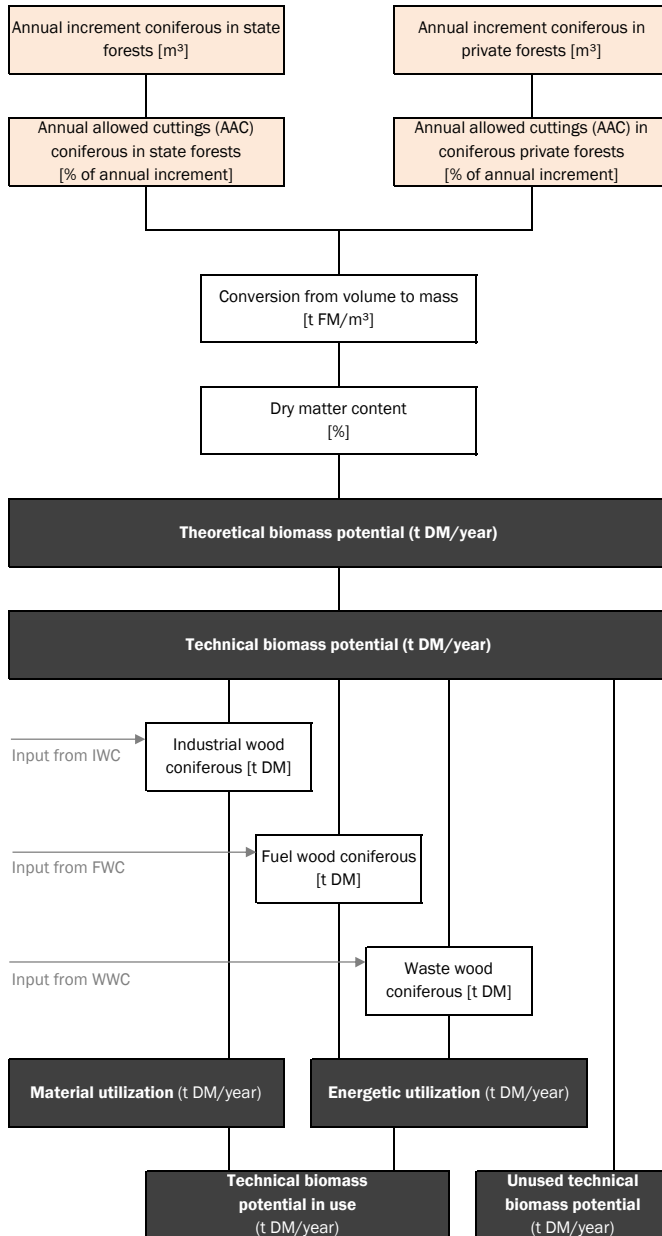 Annual increment coniferous in state
forests [m³]
Annual increment coniferous in
private forests [m³]
Annual allowed cuttings (AAC)
coniferous in state forests
[% of annual increment]
Annual allowed cuttings (AAC) in
coniferous private forests
[% of annual increment]
Conversion from volume to mass
[t FM/m³]
Dry matter content
[%]
Theoretical biomass potential (t DM/year)
Technical biomass potential (t DM/year)
Input from IWC
Industrial wood
coniferous [t DM]
Input from FWC
Fuel wood coniferous
[t DM]
Input from WWC
Waste wood
coniferous [t DM]
Material utilization (t DM/year)
Energetic utilization (t DM/year)
Technical biomass
potential in use
(t DM/year)
Unused technical
biomass potential
(t DM/year)